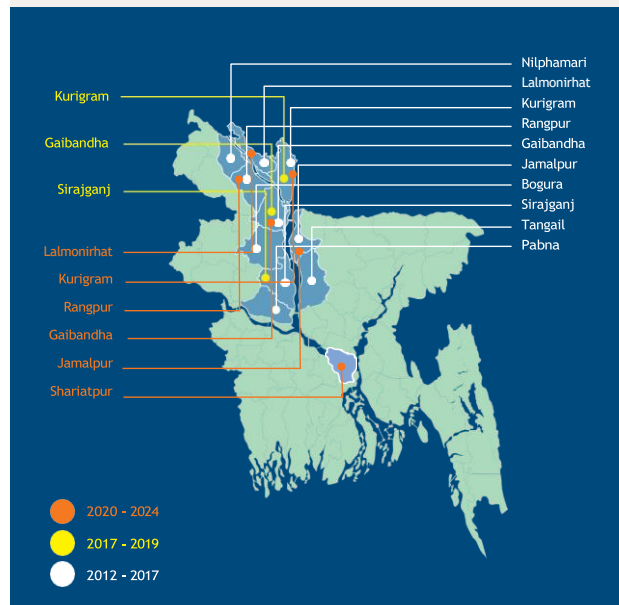 Nilphamari
Lalmonirhat
Kurigram
Rangpur
Gaibandha
Jamalpur
Bogura
Sirajganj
Tangail
Pabna
Kurigram
Gaibandha
Sirajganj
Lalmonirhat
Kurigram
Rangpur
Gaibandha
Jamalpur
Shariatpur
2020 - 2024
2017 - 2019
2012 - 2017